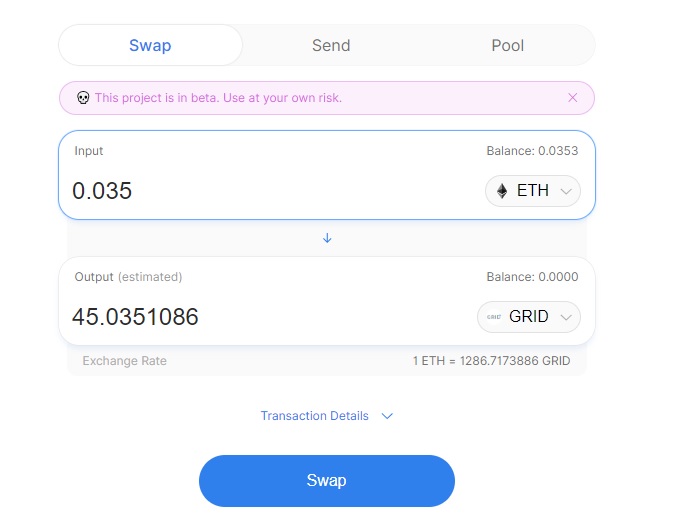 Swap Send Pool
This project is in beta. Use at your own risk.
Input Balance: 0.0353
0.035 ETH
Output (estimated) Balance: 0.0000
45.0351086 GRID GRID
Exchange Rate 1 ETH = 1286.7173886 GRID
Transaction Details
Swap